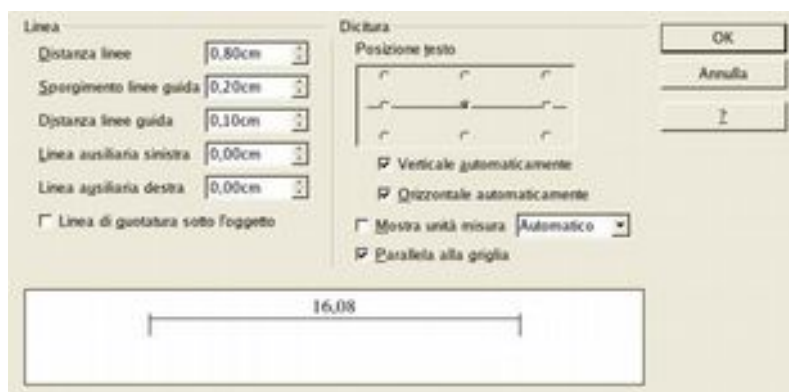 Linea
Distanza linee 0,80cm
Sporgimento linee guida 0,20cm
Distanza linee guida 0,10cm
Linea ausiliaria sinistra 0,00cm
Linea ausiliaria destra 0,00cm
Linea di quotatura sotto l'oggetto
Dicitura
Posizione testo
Verticale automaticamente
Orizzontale automaticamente
Mostra unità misura Automatico
Parallela alla griglia
OK
Annulla
?
16,08